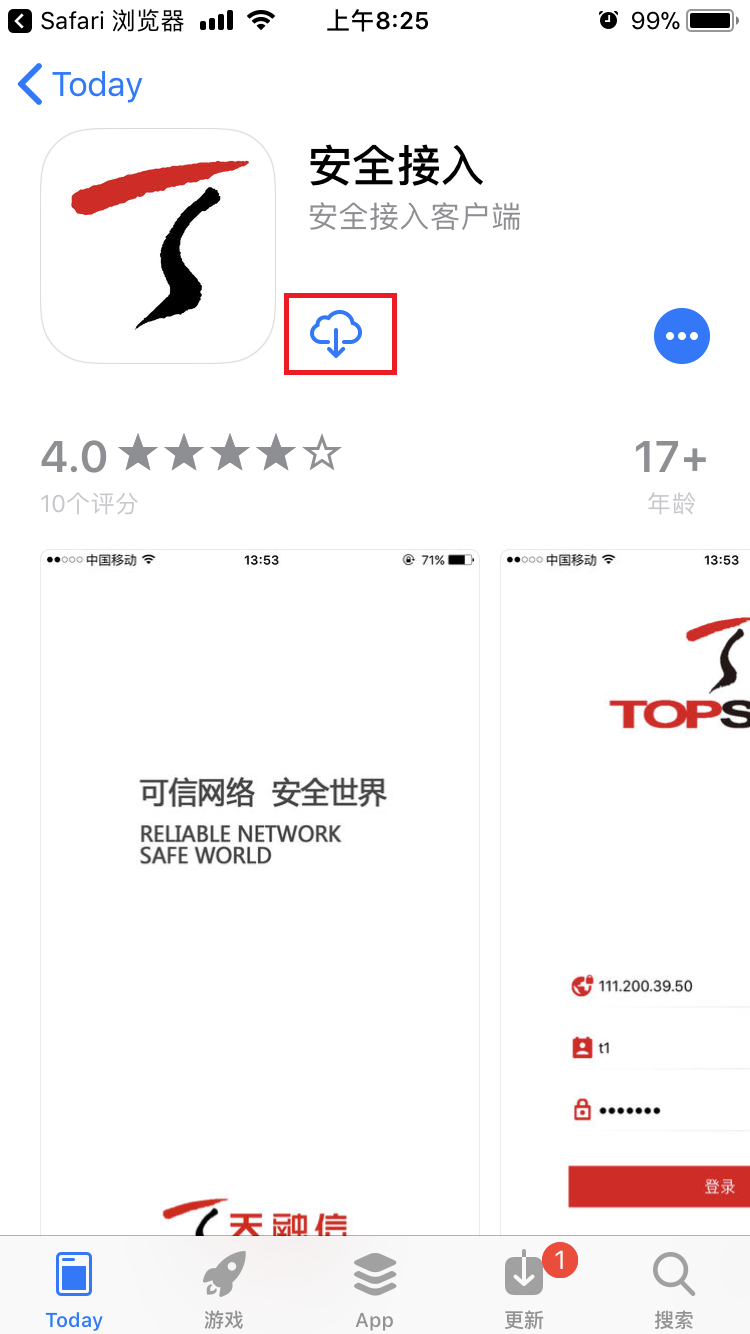 Safari 浏览器 上午8:25 99%
Today
安全接入
安全接入客户端
4.0 17+
10个评分 年龄
中国移动 13:53 71%
可信网络 安全世界
RELIABLE NETWORK
SAFE WORLD
天融信
中国移动 13:53
TOPS
111.200.39.50
t1
登录
1
Today 游戏 App 更新 搜索